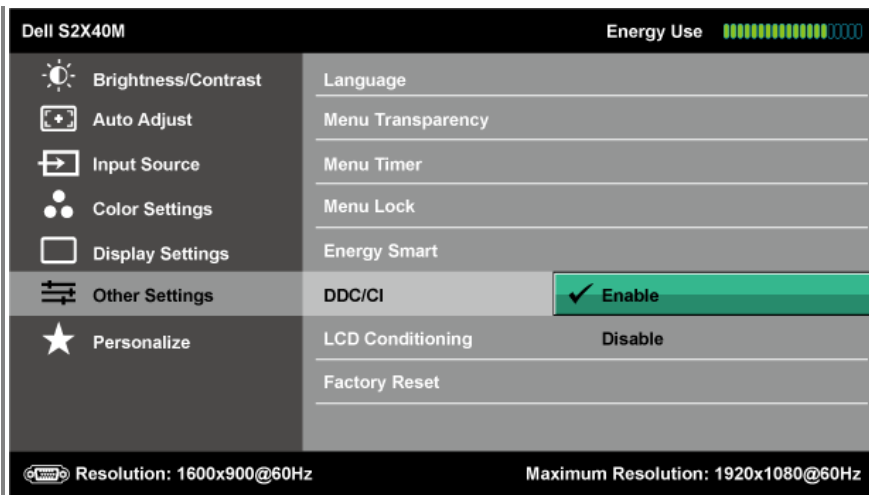 Dell S2X40M Energy Use
Brightness/Contrast Language
Auto Adjust Menu Transparency
Input Source Menu Timer
Color Settings Menu Lock
Display Settings Energy Smart
Other Settings DDC/CI Enable
Personalize LCD Conditioning Disable
Factory Reset
Resolution: 1600x900@60Hz Maximum Resolution: 1920x1080@60Hz